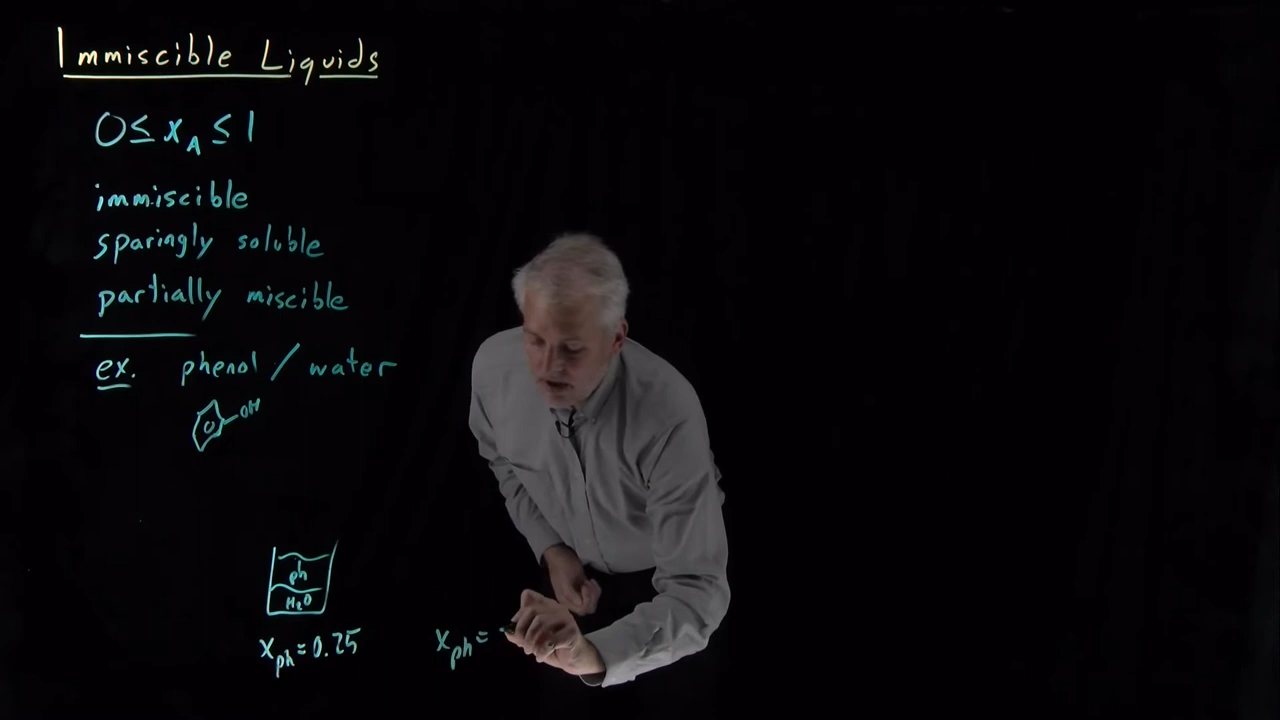 Immiscible Liquids
0 ≤ x_A ≤ 1
immiscible
sparingly soluble
partially miscible
ex. phenol / water
OH
ph
H₂O
x_ph = 0.25
x_ph =